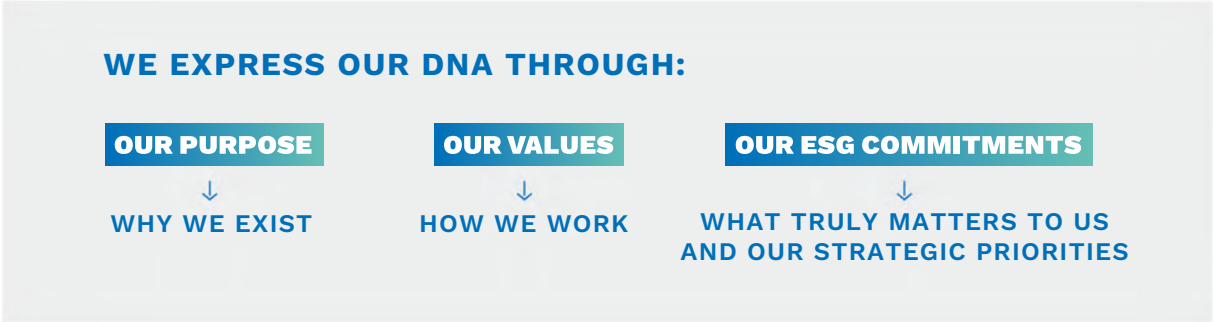 WE EXPRESS OUR DNA THROUGH:
OUR PURPOSE
↓
WHY WE EXIST
OUR VALUES
↓
HOW WE WORK
OUR ESG COMMITMENTS
↓
WHAT TRULY MATTERS TO US
AND OUR STRATEGIC PRIORITIES